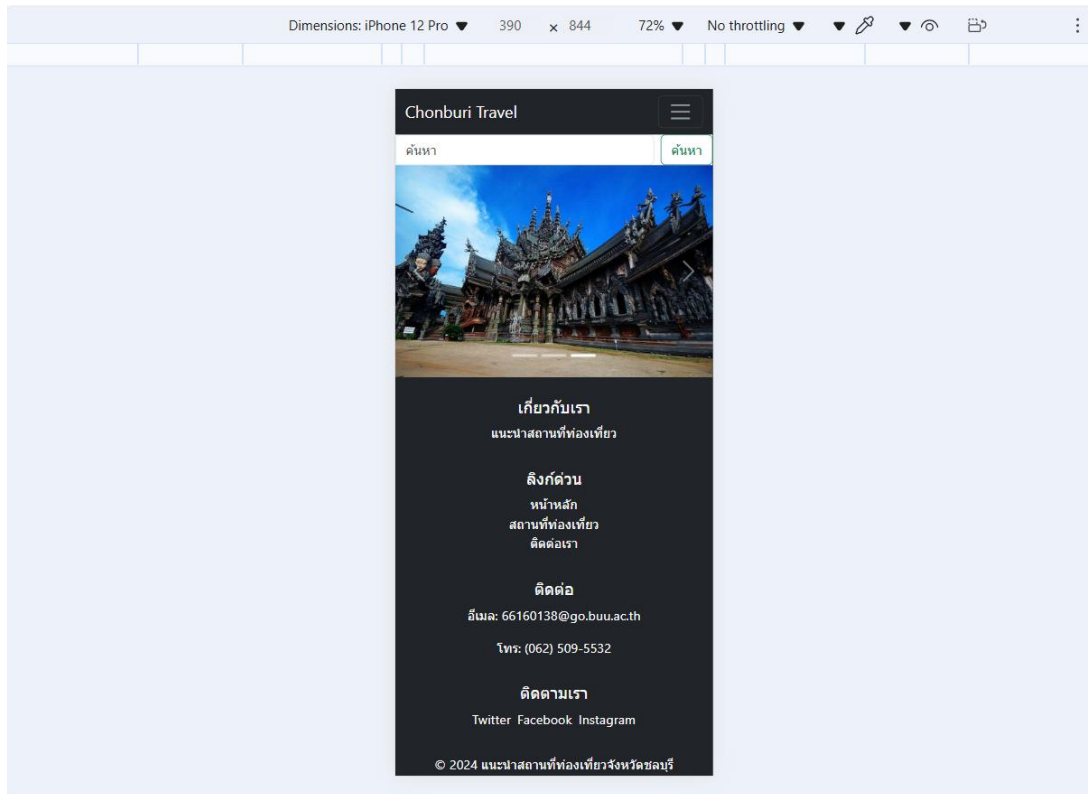 Dimensions: iPhone 12 Pro 390 x 844 72% No throttling
Chonburi Travel
ค้นหา ค้นหา
เกี่ยวกับเรา
แนะนำสถานที่ท่องเที่ยว
ลิงก์ด่วน
หน้าหลัก
สถานที่ท่องเที่ยว
ติดต่อเรา
ติดต่อ
อีเมล: 66160138@go.buu.ac.th
โทร: (062) 509-5532
ติดตามเรา
Twitter Facebook Instagram
© 2024 แนะนำสถานที่ท่องเที่ยวจังหวัดชลบุรี